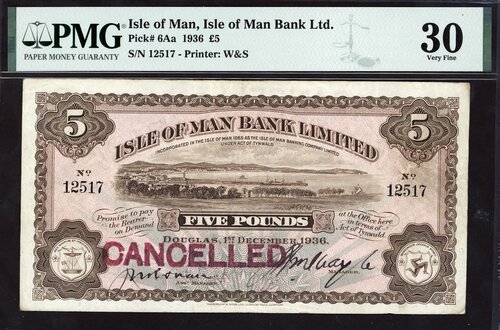 PMG
PAPER MONEY GUARANTY
Isle of Man, Isle of Man Bank Ltd.
Pick# 6Aa 1936 £5
S/N 12517 - Printer: W&S
30
Very Fine
5
5
ISLE OF MAN BANK LIMITED
INCORPORATED IN THE ISLE OF MAN 1865 AS THE ISLE OF MAN BANKING COMPANY LIMITED
UNDER ACT OF TYNWALD
No
12517
No
12517
Promise to pay
the Bearer
on Demand
at the Office here
in terms of
Act of Tynwald
FIVE POUNDS
DOUGLAS, 1st DECEMBER 1936.
CANCELLED
MANAGER.